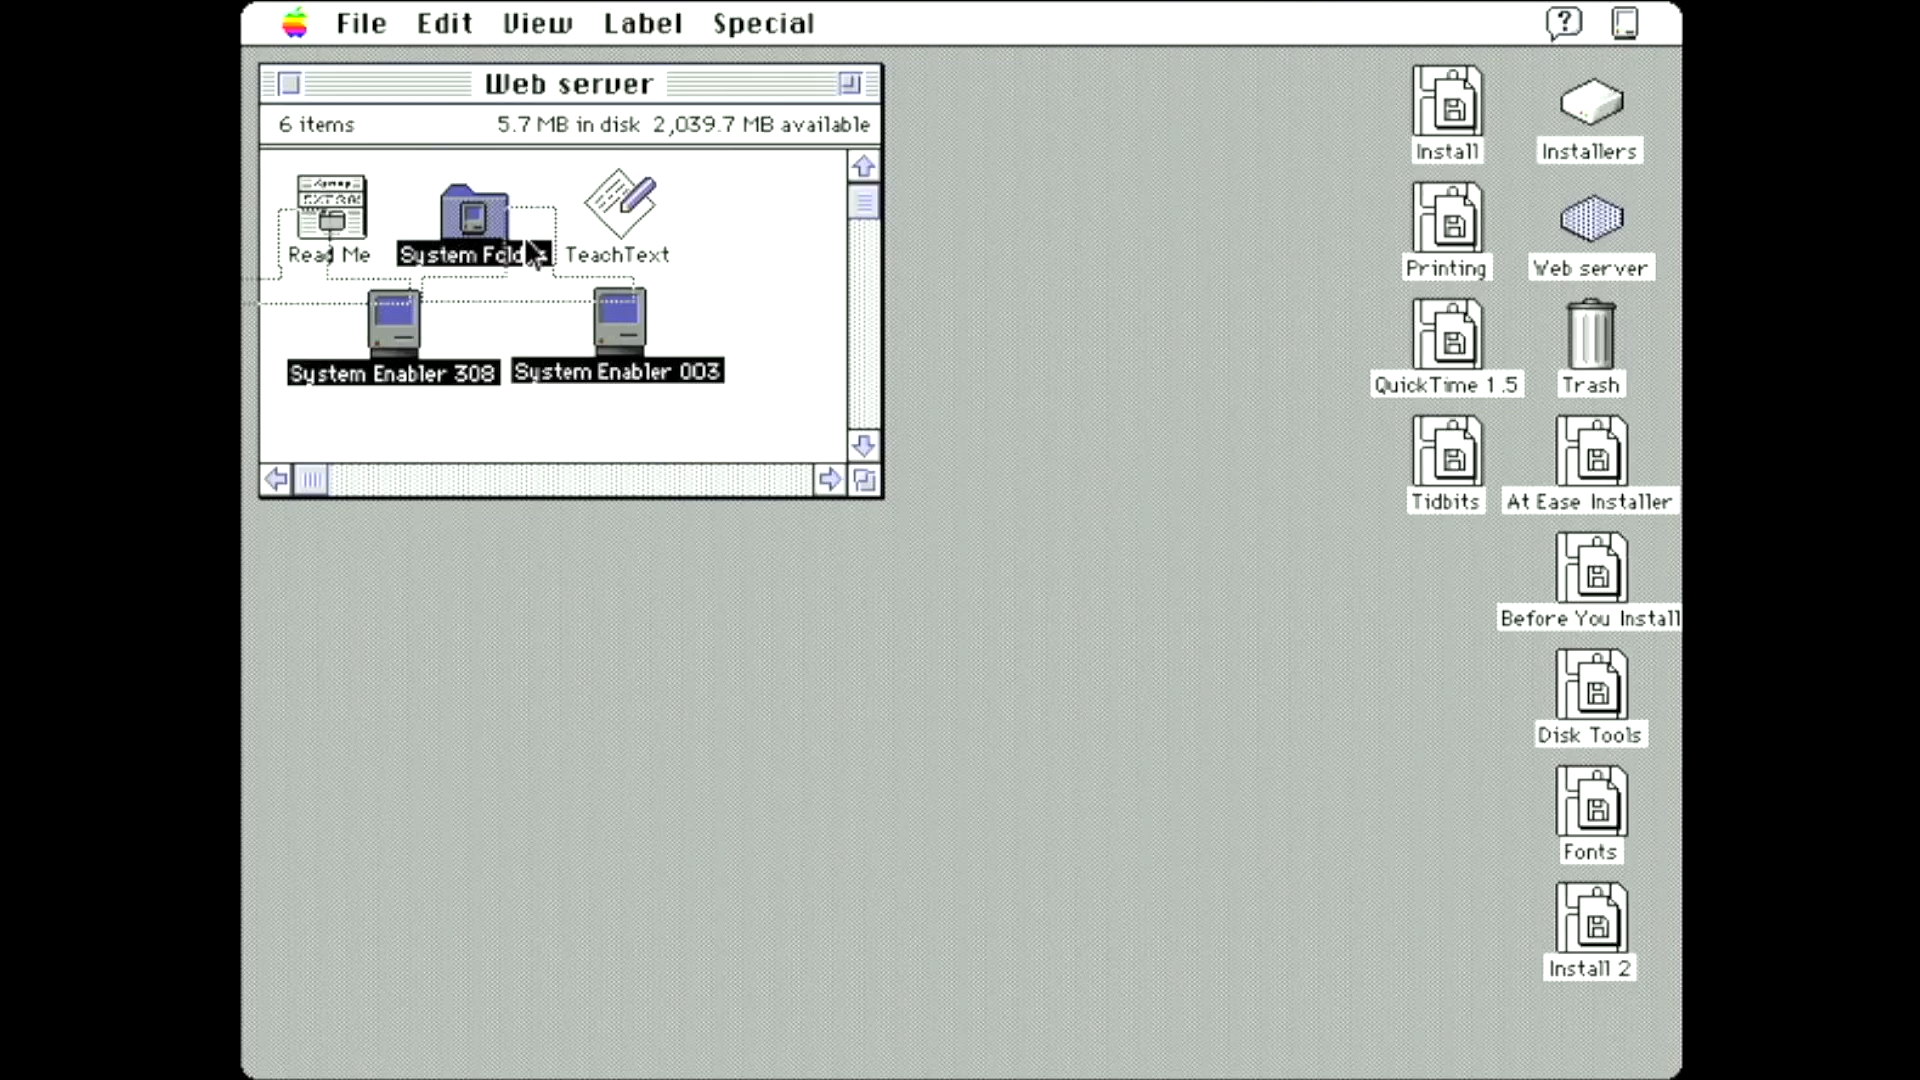 File Edit View Label Special
Web server
6 items 5.7 MB in disk 2,039.7 MB available
Read Me
System Folder
TeachText
System Enabler 308
System Enabler 003
Install
Installers
Printing
Web server
QuickTime 1.5
Trash
Tidbits
At Ease Installer
Before You Install
Disk Tools
Fonts
Install 2